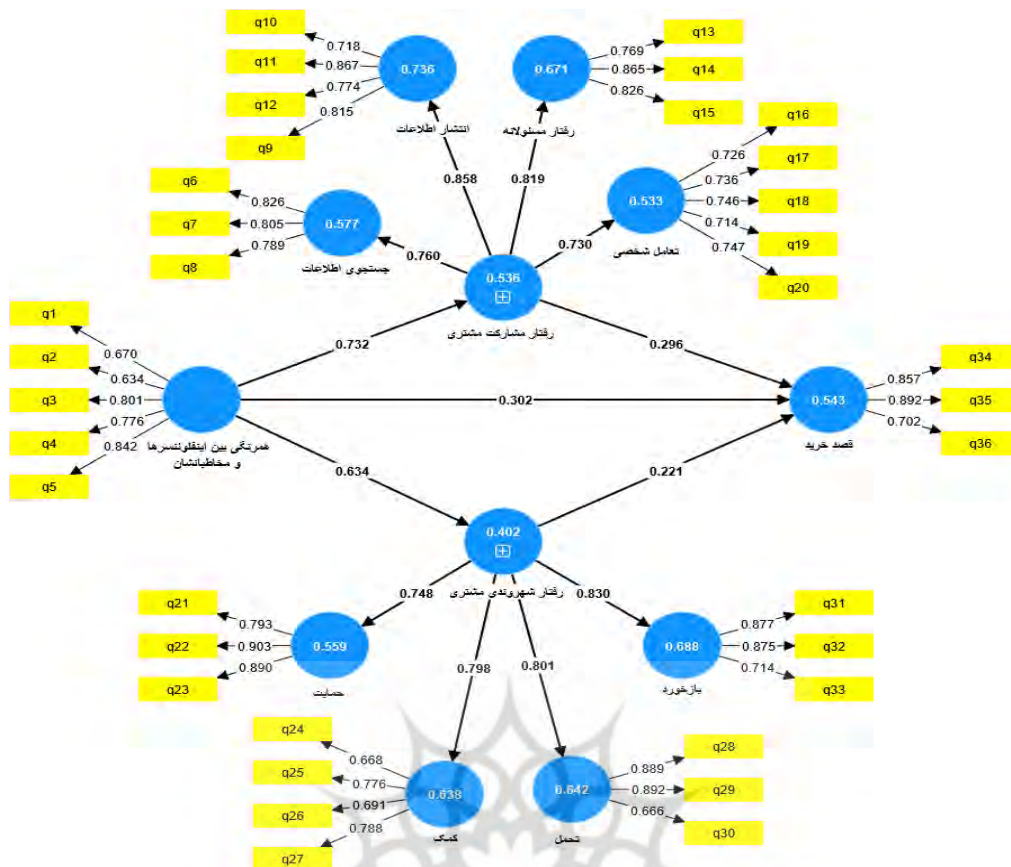 q10
0.718
q11
0.867
q12
0.774
q9
0.815
0.736
انتشار اطلاعات
0.671
رفتار مسئولانه
q13
0.769
q14
0.865
q15
0.826
q16
0.726
q17
0.736
q18
0.746
q19
0.714
q20
0.747
0.533
تعامل شخصی
q6
0.826
q7
0.805
q8
0.789
0.577
جستجوی اطلاعات
0.858
0.819
0.760
0.730
0.536
رفتار مشارکت مشتری
q1
0.670
q2
0.634
q3
0.801
q4
0.776
q5
0.842
همرنگی بین اینفلوئنسرها
و مخاطبانشان
0.732
0.296
0.302
0.634
0.221
0.543
قصد خرید
q34
0.857
q35
0.892
q36
0.702
0.402
رفتار شهروندی مشتری
0.748
0.830
0.798
0.801
q21
0.793
q22
0.903
q23
0.890
0.559
حمایت
0.688
بازخورد
q31
0.877
q32
0.875
q33
0.714
q24
0.668
q25
0.776
q26
0.691
q27
0.788
0.638
کمک
0.642
تحمل
q28
0.889
q29
0.892
q30
0.666